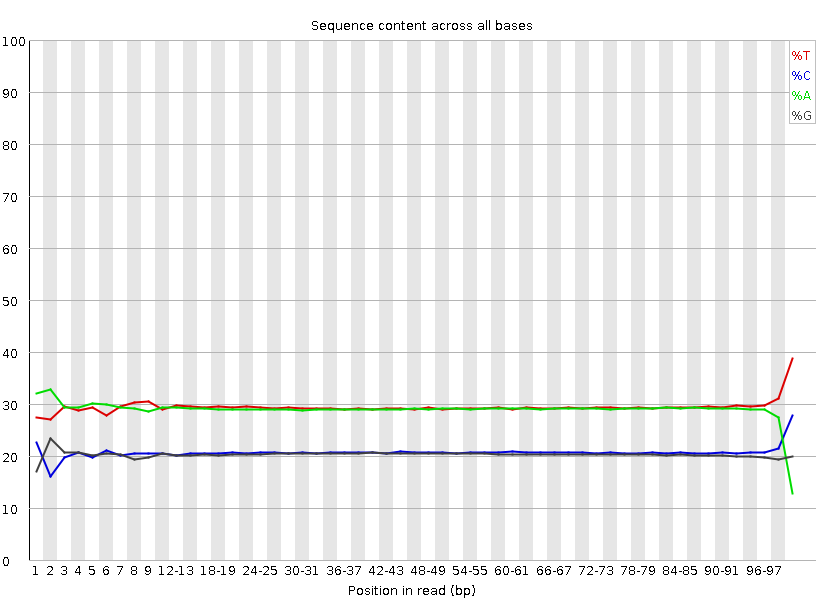 Sequence content across all bases
100
90
80
70
60
50
40
30
20
10
0
%T
%C
%A
%G
1 2 3 4 5 6 7 8 9 12-13 18-19 24-25 30-31 36-37 42-43 48-49 54-55 60-61 66-67 72-73 78-79 84-85 90-91 96-97
Position in read (bp)